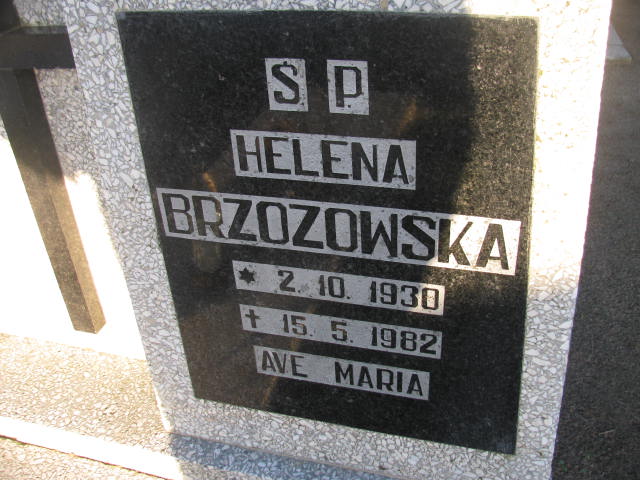 Ś P
HELENA
BRZOZOWSKA
* 2. 10. 1930
† 15. 5. 1982
AVE MARIA